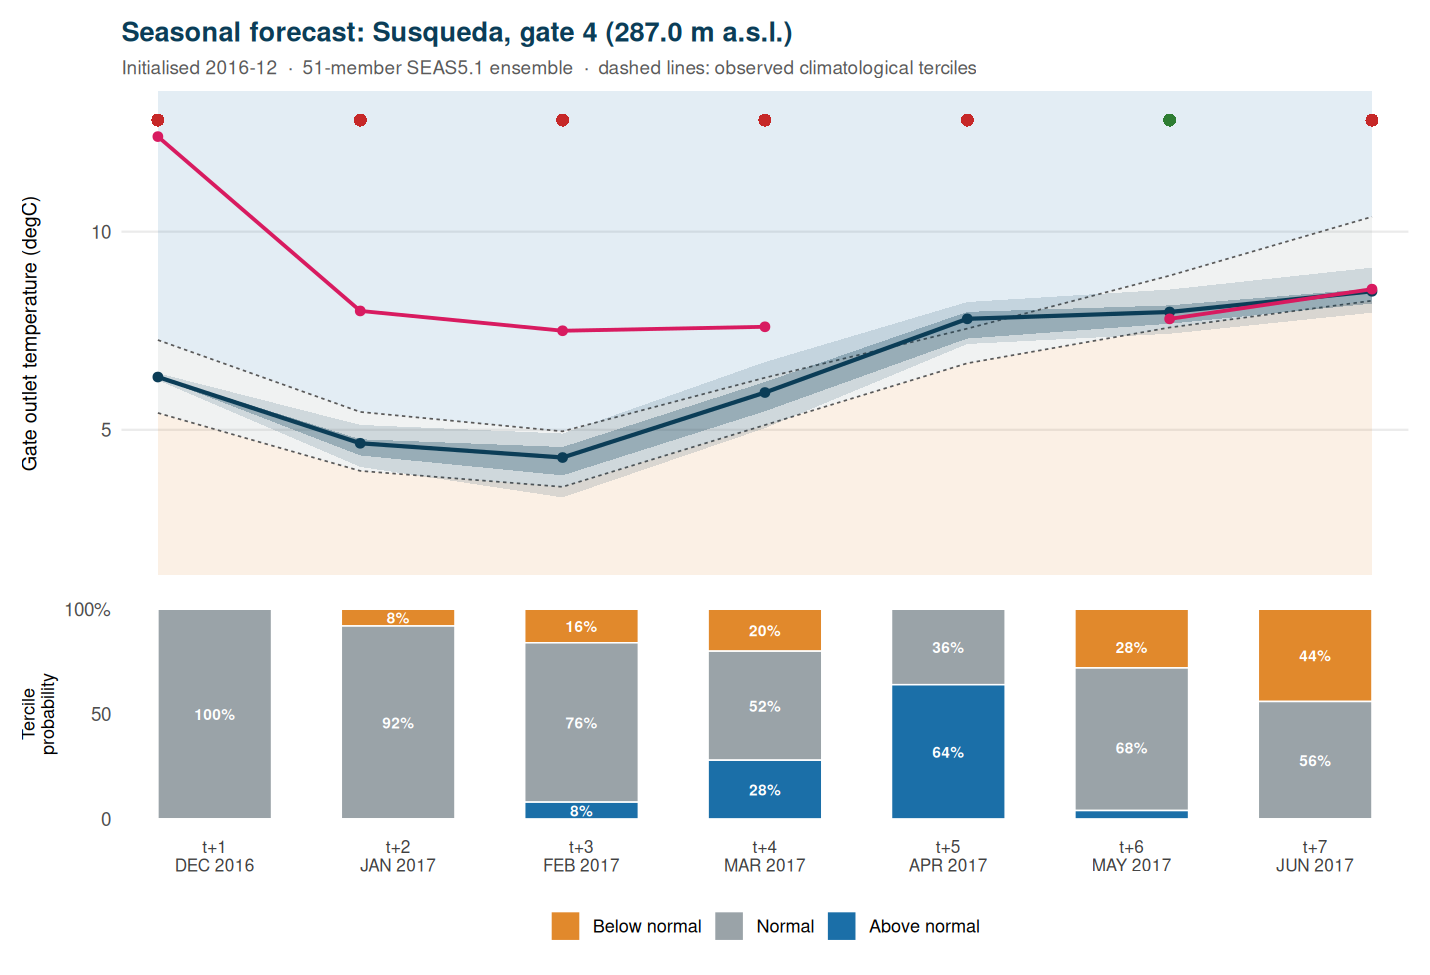 Seasonal forecast: Susqueda, gate 4 (287.0 m a.s.l.)
Initialised 2016-12 · 51-member SEAS5.1 ensemble · dashed lines: observed climatological terciles
Gate outlet temperature (degC)
10
5
Tercile
probability
100%
50
0
100%
8%
92%
16%
76%
8%
20%
52%
28%
36%
64%
28%
68%
44%
56%
t+1
DEC 2016
t+2
JAN 2017
t+3
FEB 2017
t+4
MAR 2017
t+5
APR 2017
t+6
MAY 2017
t+7
JUN 2017
Below normal
Normal
Above normal